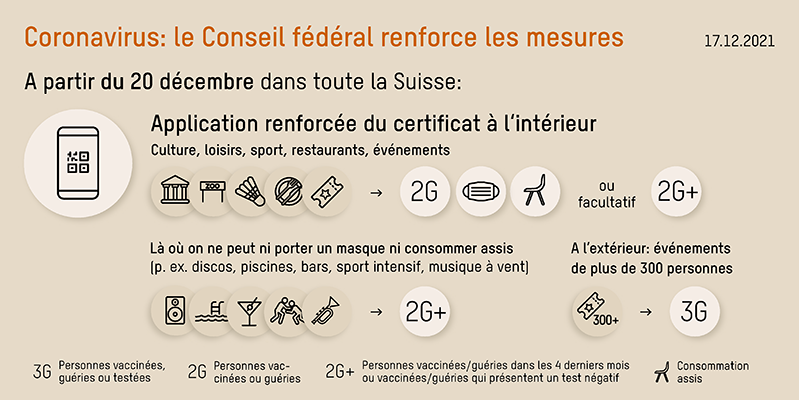 Coronavirus: le Conseil fédéral renforce les mesures
17.12.2021
A partir du 20 décembre dans toute la Suisse:
Application renforcée du certificat à l'intérieur
Culture, loisirs, sport, restaurants, événements
ZOO
2G
ou
facultatif
2G+
Là où on ne peut ni porter un masque ni consommer assis
(p. ex. discos, piscines, bars, sport intensif, musique à vent)
2G+
A l'extérieur: événements
de plus de 300 personnes
300+
3G
3G Personnes vaccinées,
guéries ou testées
2G Personnes vac-
cinées ou guéries
2G+ Personnes vaccinées/guéries dans les 4 derniers mois
ou vaccinées/guéries qui présentent un test négatif
Consommation
assis